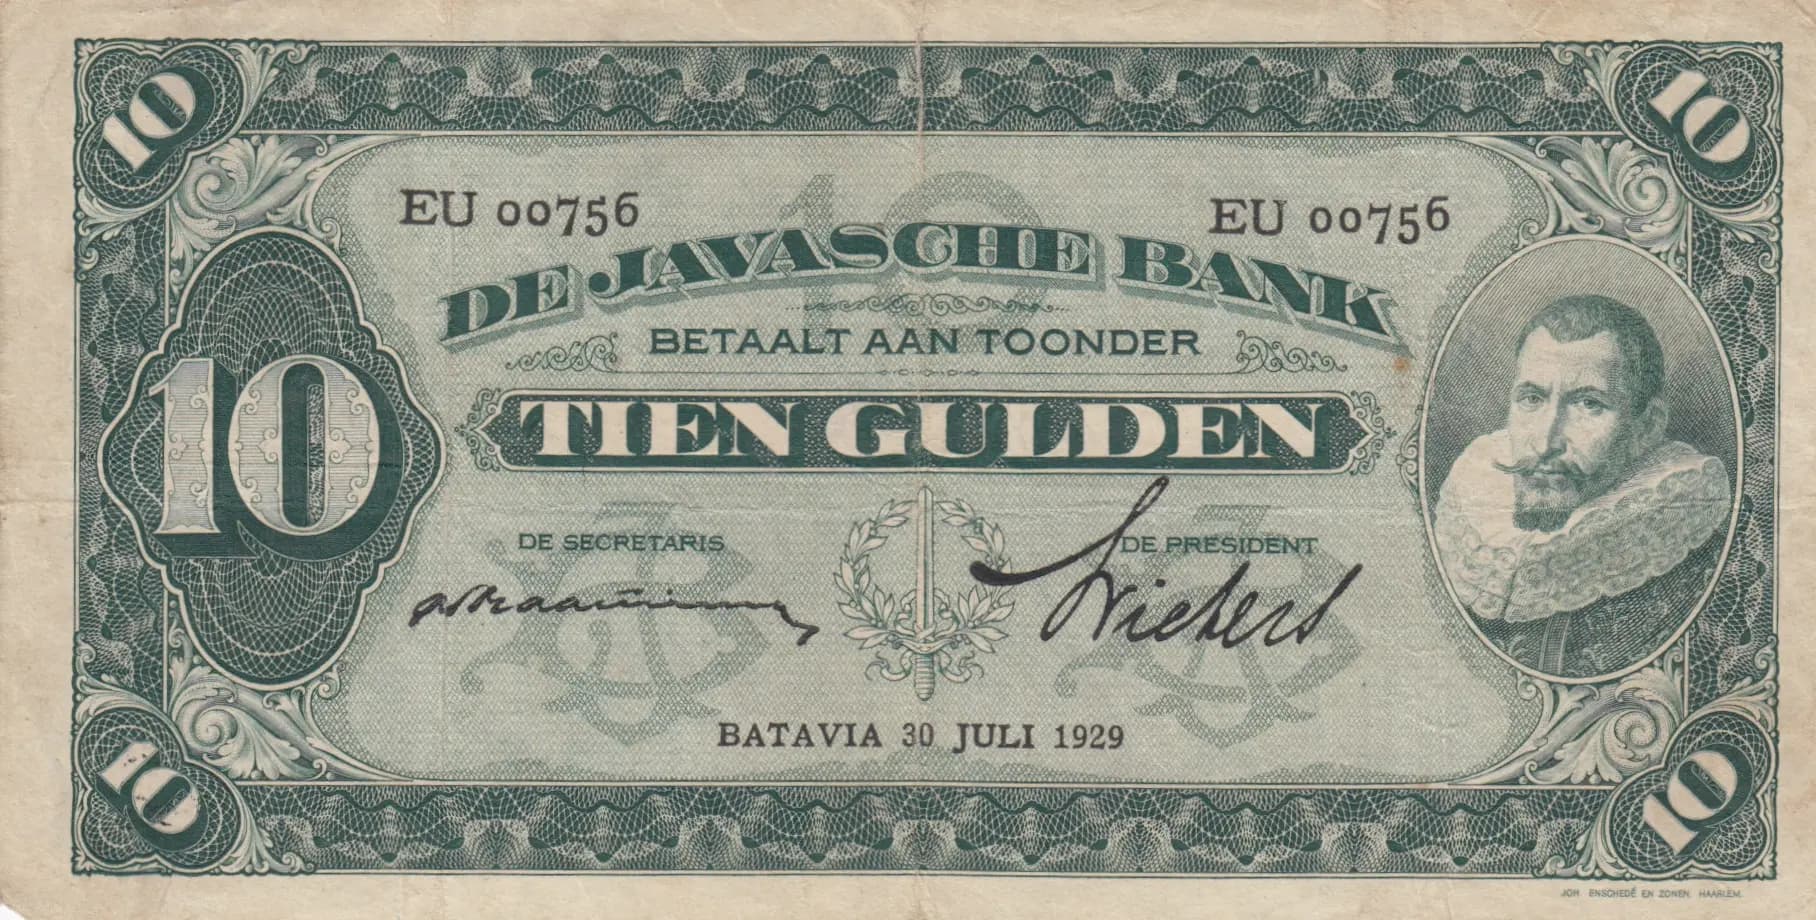 10 10
EU 00756 EU 00756
10
DE JAVASCHE BANK
BETAALT AAN TOONDER
TIEN GULDEN
10
DE SECRETARIS DE PRESIDENT
BATAVIA 30 JULI 1929
10 10
JOH. ENSCHEDÉ EN ZONEN. HAARLEM.